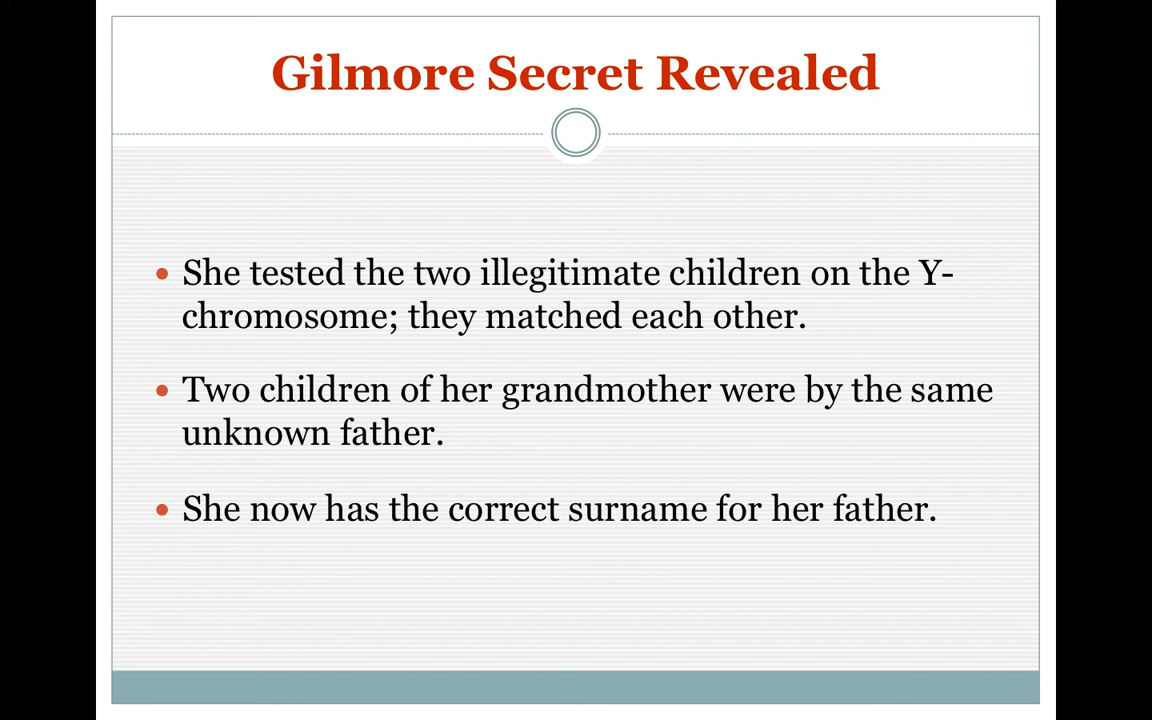 Gilmore Secret Revealed
• She tested the two illegitimate children on the Y-
chromosome; they matched each other.
• Two children of her grandmother were by the same
unknown father.
• She now has the correct surname for her father.